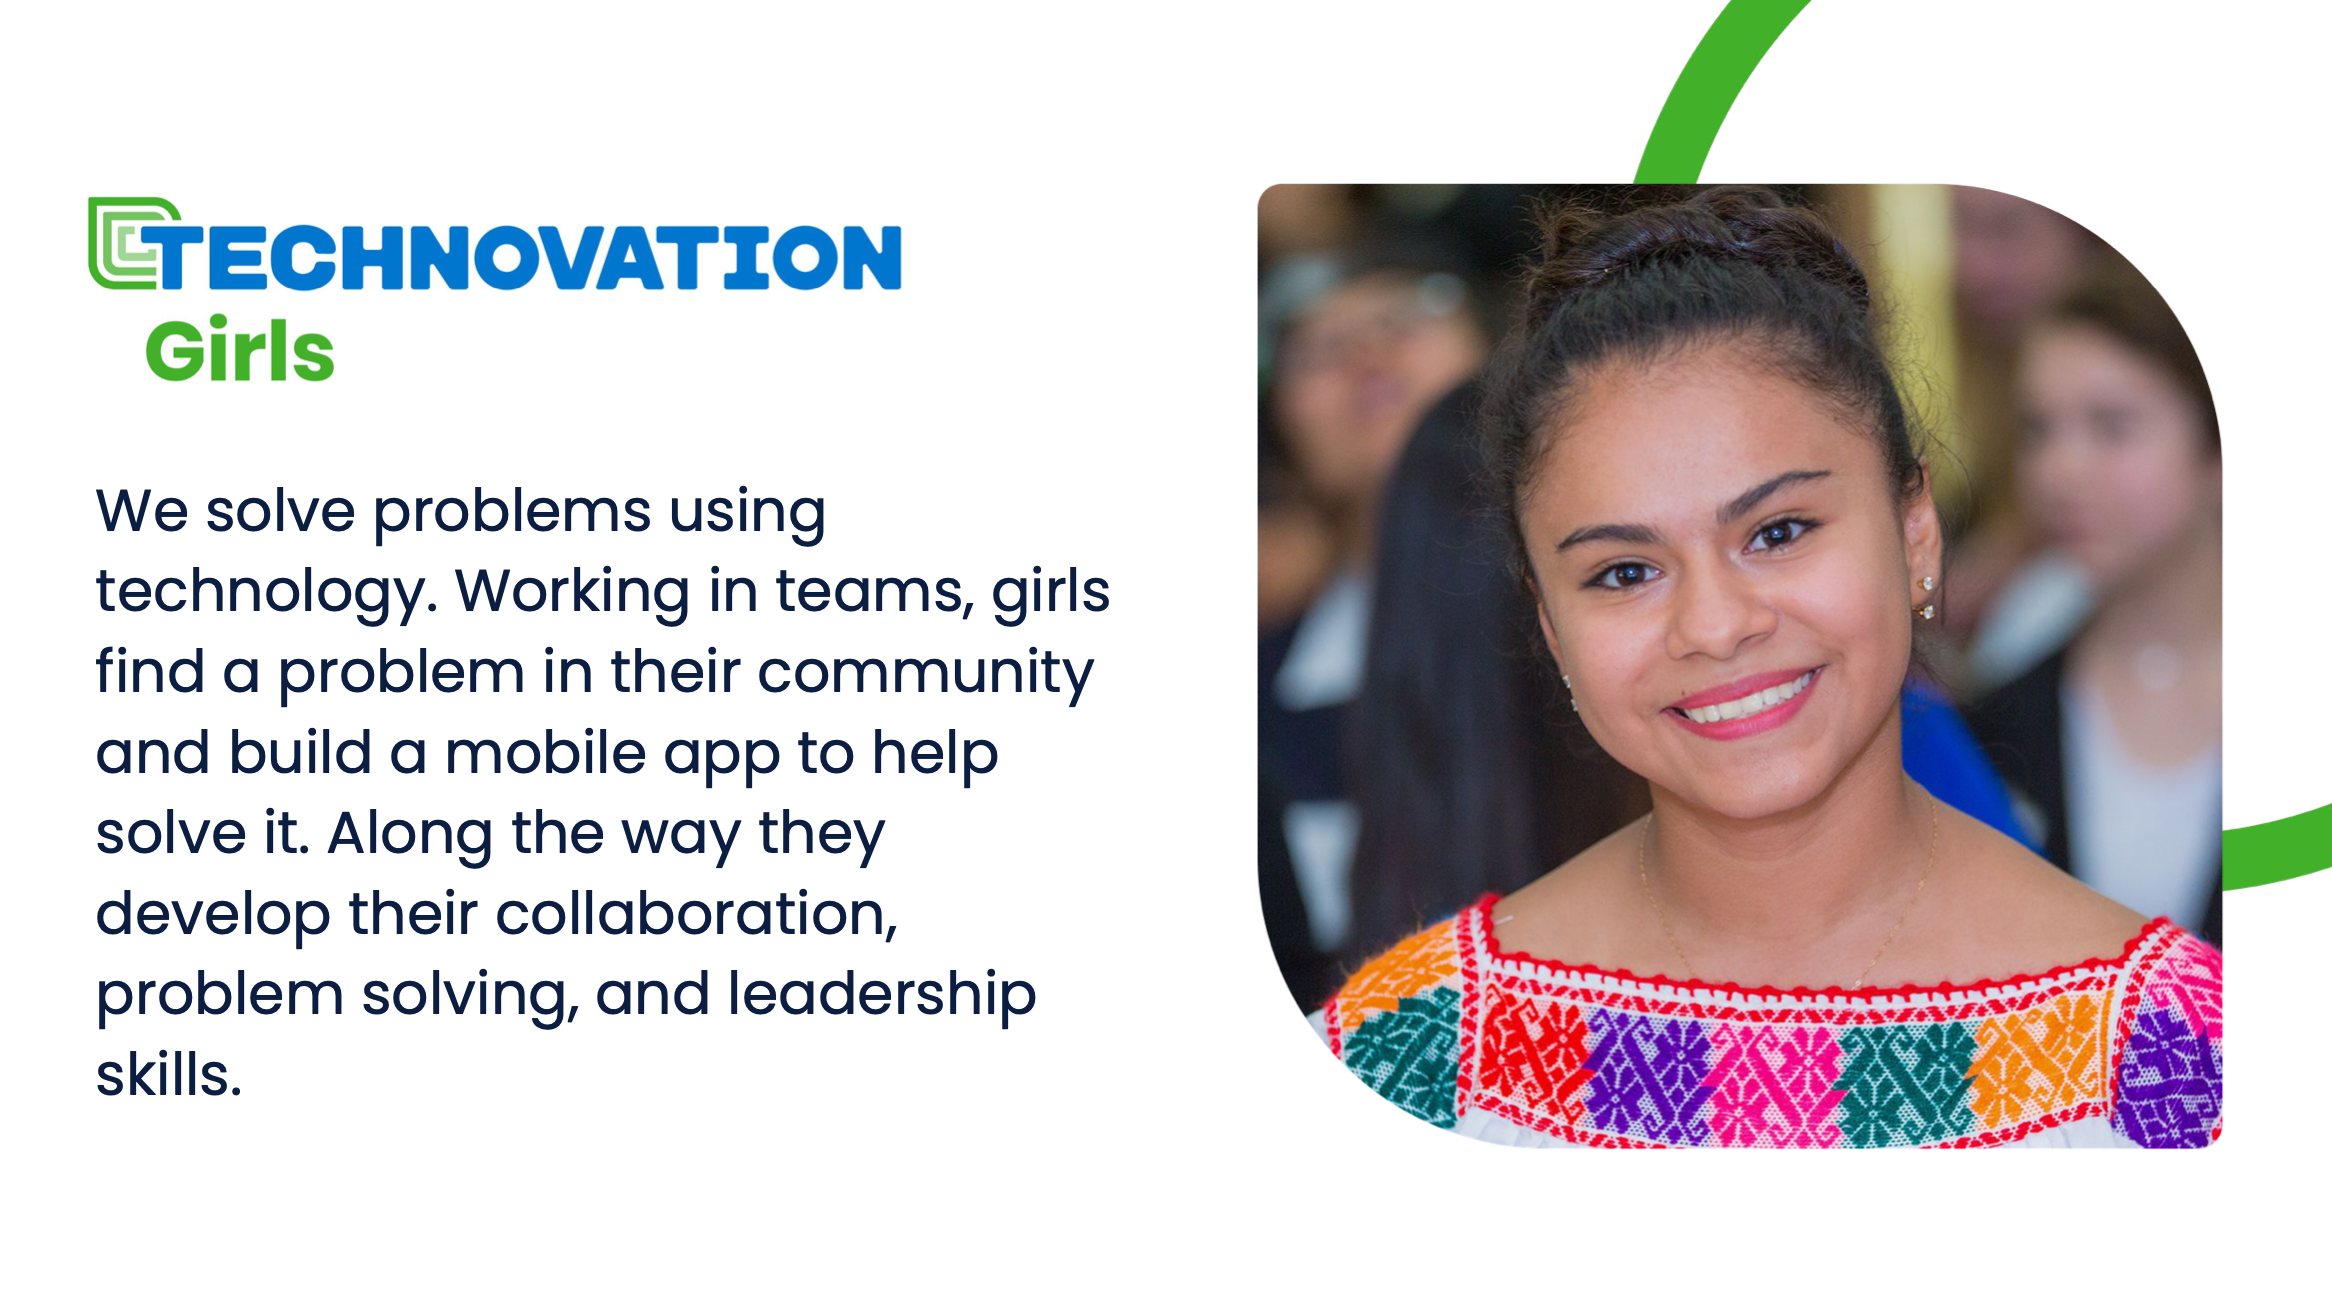 TECHNOVATION
Girls
We solve problems using
technology. Working in teams, girls
find a problem in their community
and build a mobile app to help
solve it. Along the way they
develop their collaboration,
problem solving, and leadership
skills.